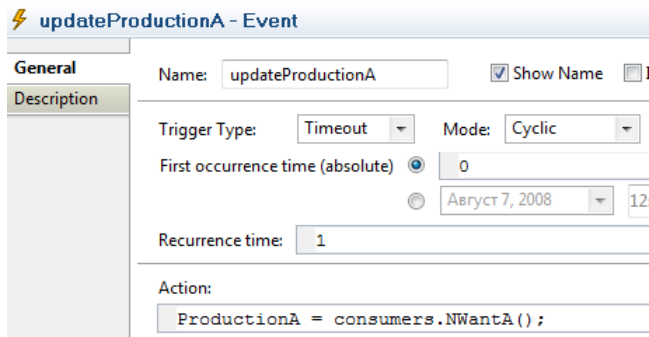 updateProductionA - Event
General
Description
Name: updateProductionA Show Name
Trigger Type: Timeout Mode: Cyclic
First occurrence time (absolute) 0
Август 7, 2008 12:
Recurrence time: 1
Action:
ProductionA = consumers.NWantA();